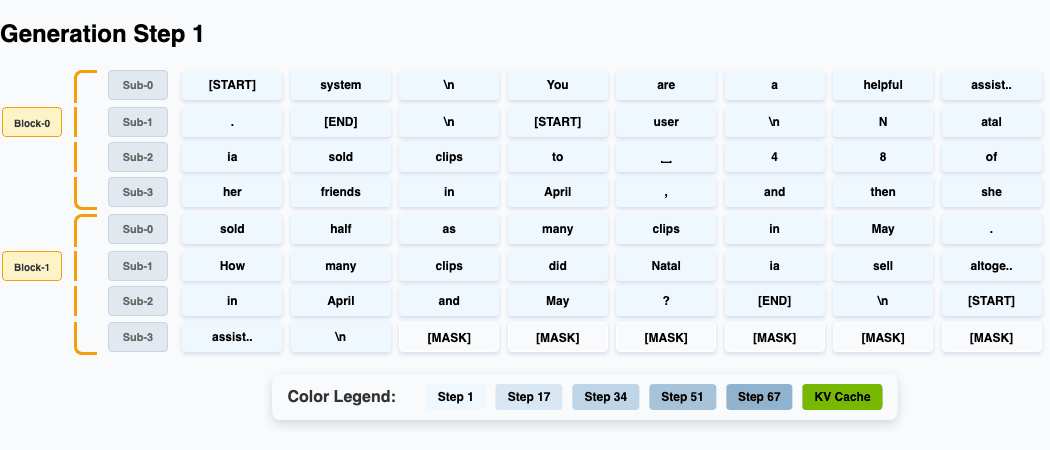 Generation Step 1
Sub-0 [START] system \n You are a helpful assist..
Block-0 Sub-1 . [END] \n [START] user \n N atal
Sub-2 ia sold clips to ␣ 4 8 of
Sub-3 her friends in April , and then she
Sub-0 sold half as many clips in May .
Block-1 Sub-1 How many clips did Natal ia sell altoge..
Sub-2 in April and May ? [END] \n [START]
Sub-3 assist.. \n [MASK] [MASK] [MASK] [MASK] [MASK] [MASK]
Color Legend: Step 1 Step 17 Step 34 Step 51 Step 67 KV Cache